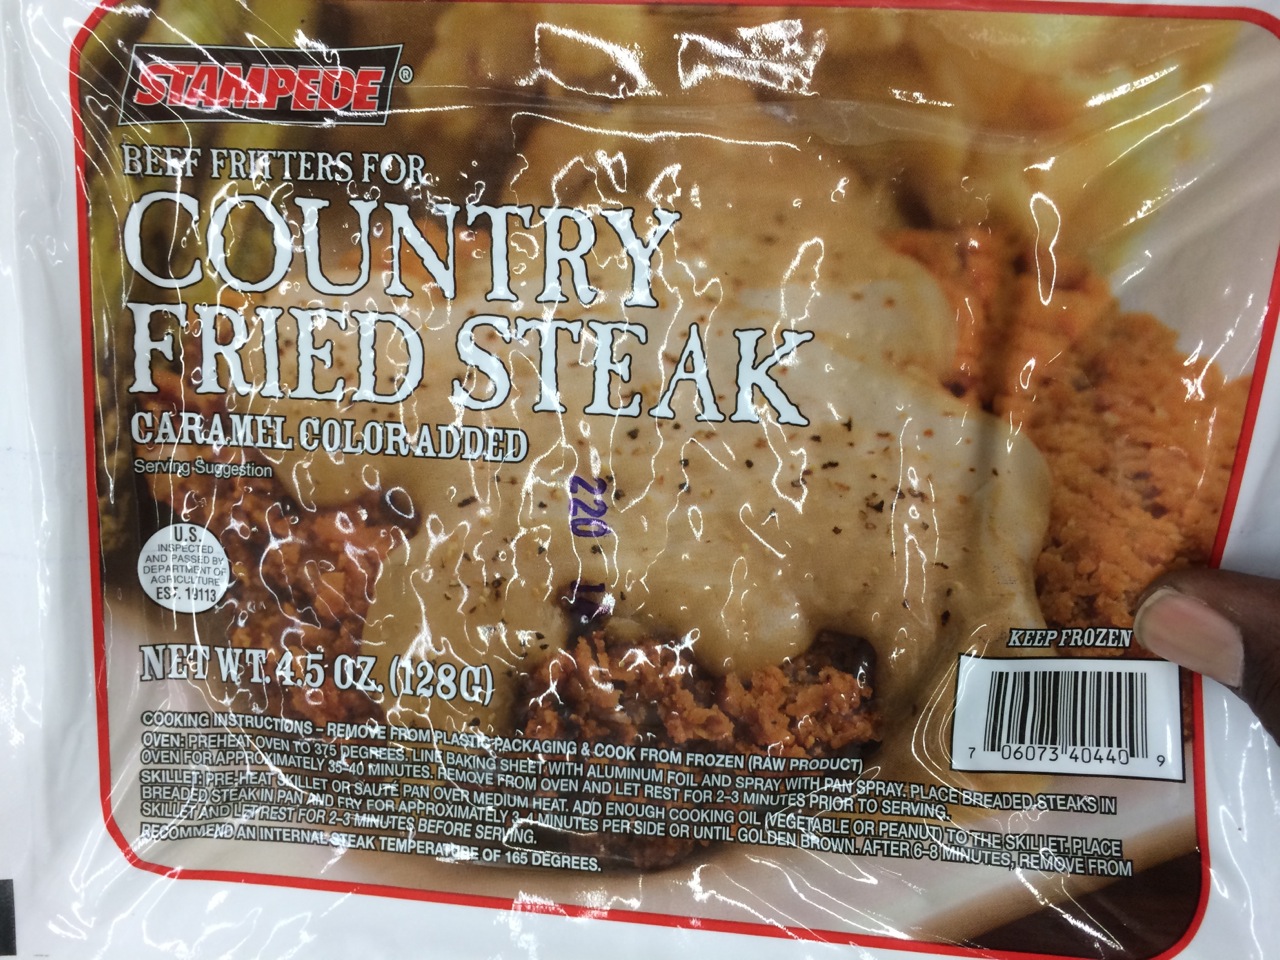 STAMPEDE®
BEEF FRITTERS FOR
COUNTRY
FRIED STEAK
CARAMEL COLOR ADDED
Serving Suggestion
220
U.S.
INSPECTED
AND PASSED BY
DEPARTMENT OF
AGRICULTURE
EST. 19113
NET WT. 4.5 OZ. (128G)
KEEP FROZEN
7 06073 40440 9
COOKING INSTRUCTIONS – REMOVE FROM PLASTIC PACKAGING & COOK FROM FROZEN (RAW PRODUCT)
OVEN: PREHEAT OVEN TO 375 DEGREES. LINE BAKING SHEET WITH ALUMINUM FOIL AND SPRAY WITH PAN SPRAY. PLACE BREADED STEAKS IN
OVEN FOR APPROXIMATELY 35-40 MINUTES. REMOVE FROM OVEN AND LET REST FOR 2-3 MINUTES PRIOR TO SERVING.
SKILLET: PRE-HEAT SKILLET OR SAUTÉ PAN OVER MEDIUM HEAT. ADD ENOUGH COOKING OIL (VEGETABLE OR PEANUT) TO THE SKILLET. PLACE
BREADED STEAK IN PAN AND FRY FOR APPROXIMATELY 3-4 MINUTES PER SIDE OR UNTIL GOLDEN BROWN. AFTER 6-8 MINUTES, REMOVE FROM
SKILLET AND LET REST FOR 2-3 MINUTES BEFORE SERVING.
RECOMMEND AN INTERNAL STEAK TEMPERATURE OF 165 DEGREES.